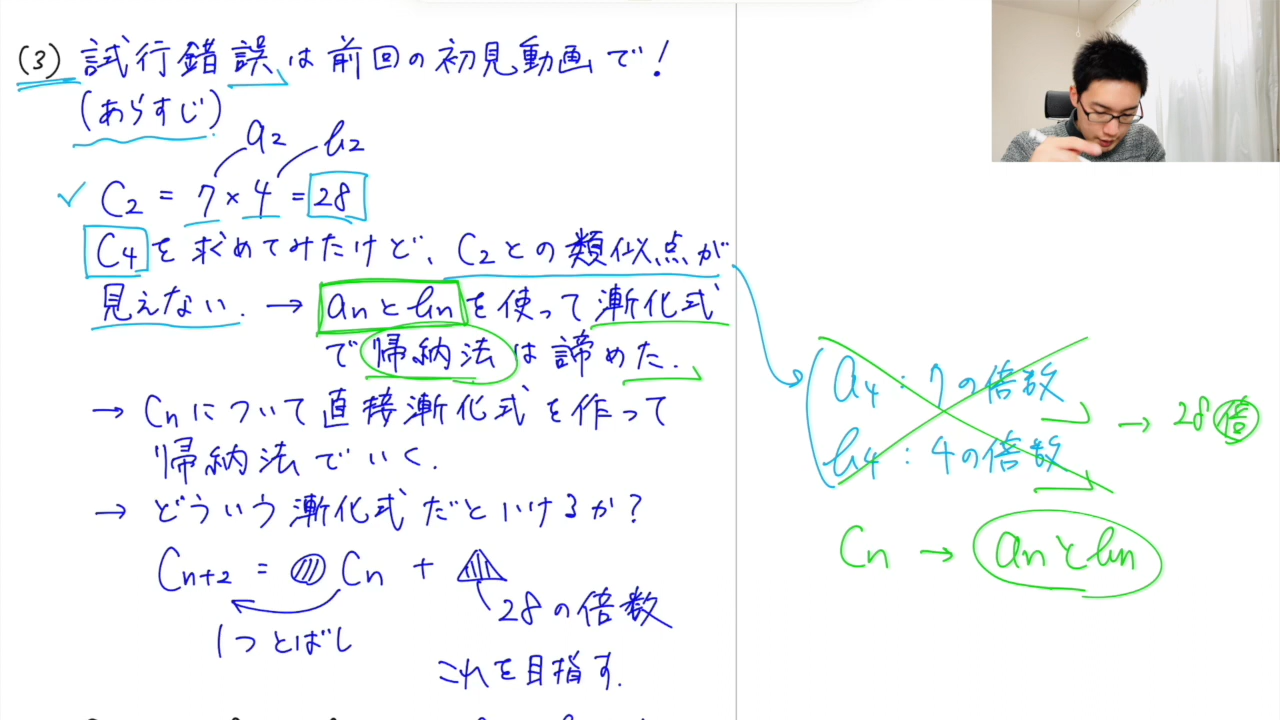 (3) 試行錯誤は前回の初見動画で!
(あらすじ)
a2 b2
✓ C2 = 7 × 4 = 28
C4 を求めてみたけど、C2との類似点が
見えない. → anとbnを使って漸化式
で帰納法は諦めた.
→ Cnについて直接漸化式を作って
帰納法でいく.
→ どういう漸化式だといけるか?
Cn+2 = Cn +
28の倍数
1つとばし
これを目指す.
a4 : 7の倍数
b4 : 4の倍数
→ 28倍
Cn → anとbn